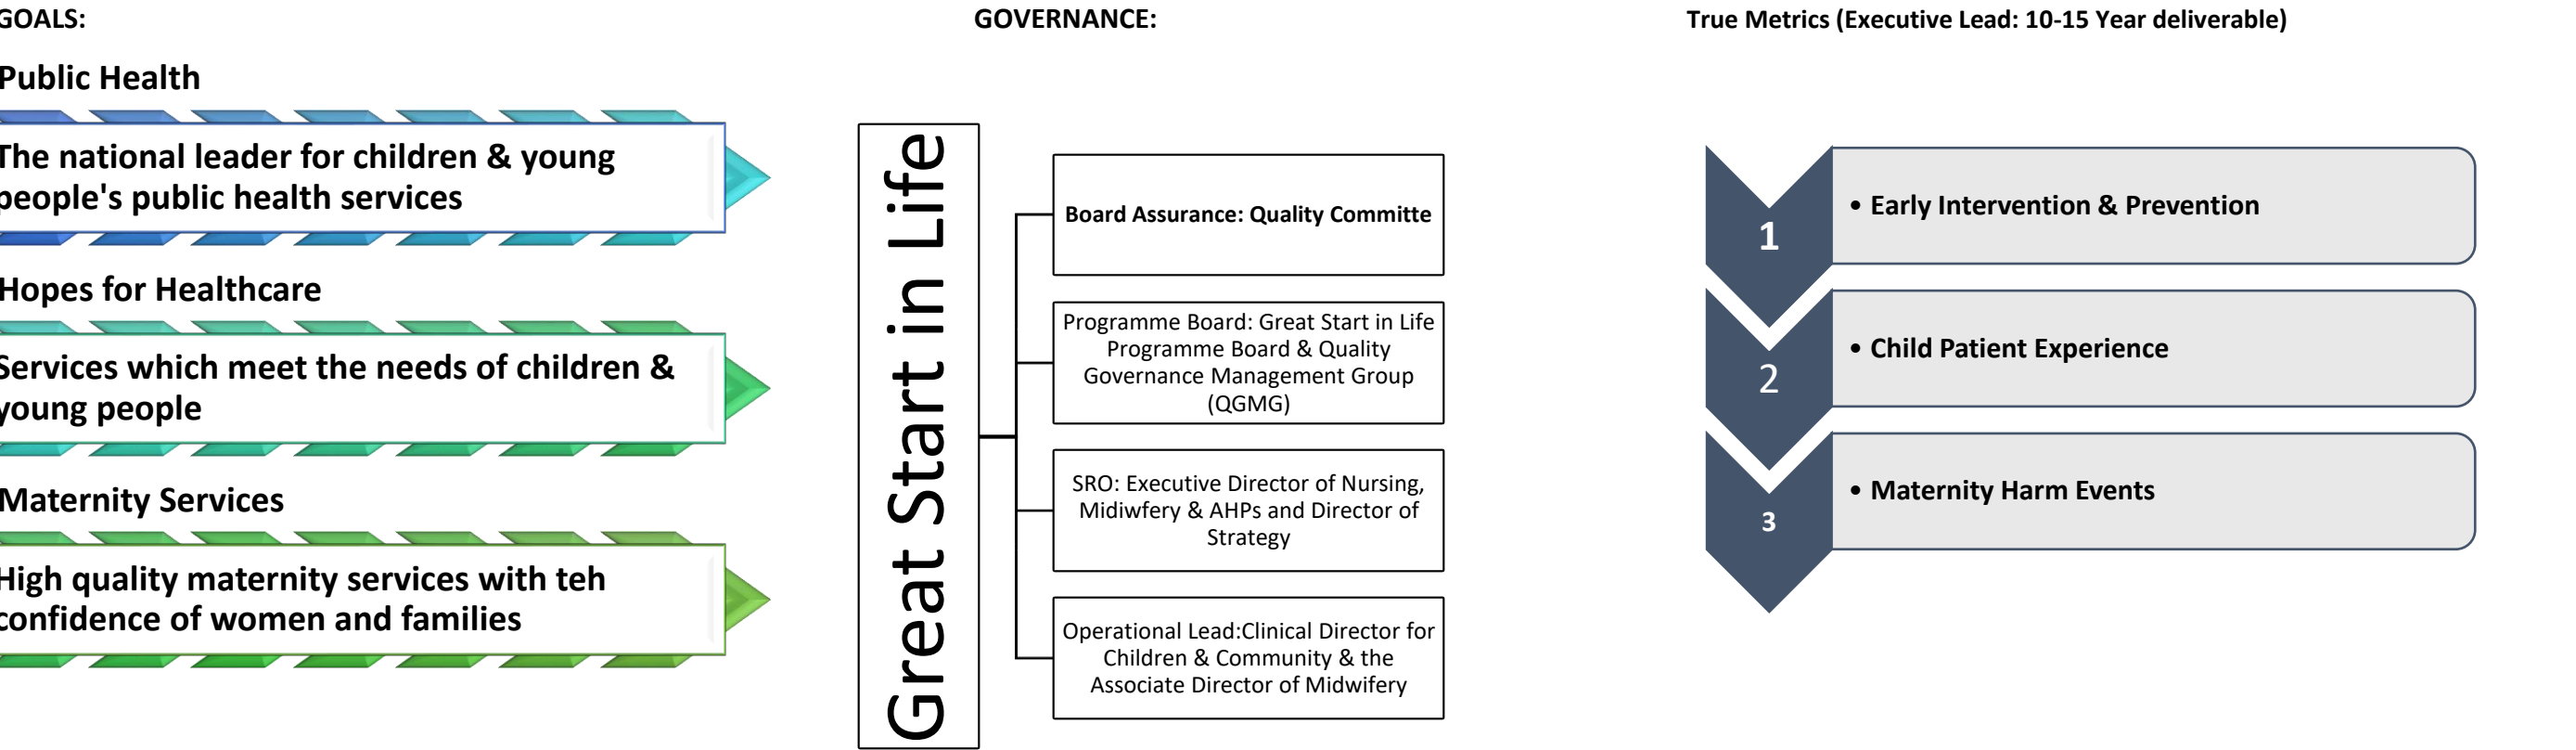 GOALS:
Public Health
The national leader for children & young
people's public health services
Hopes for Healthcare
Services which meet the needs of children &
young people
Maternity Services
High quality maternity services with teh
confidence of women and families
GOVERNANCE:
Great Start in Life
Board Assurance: Quality Committe
Programme Board: Great Start in Life
Programme Board & Quality
Governance Management Group
(QGMG)
SRO: Executive Director of Nursing,
Midiwfery & AHPs and Director of
Strategy
Operational Lead:Clinical Director for
Children & Community & the
Associate Director of Midwifery
True Metrics (Executive Lead: 10-15 Year deliverable)
1
• Early Intervention & Prevention
2
• Child Patient Experience
3
• Maternity Harm Events